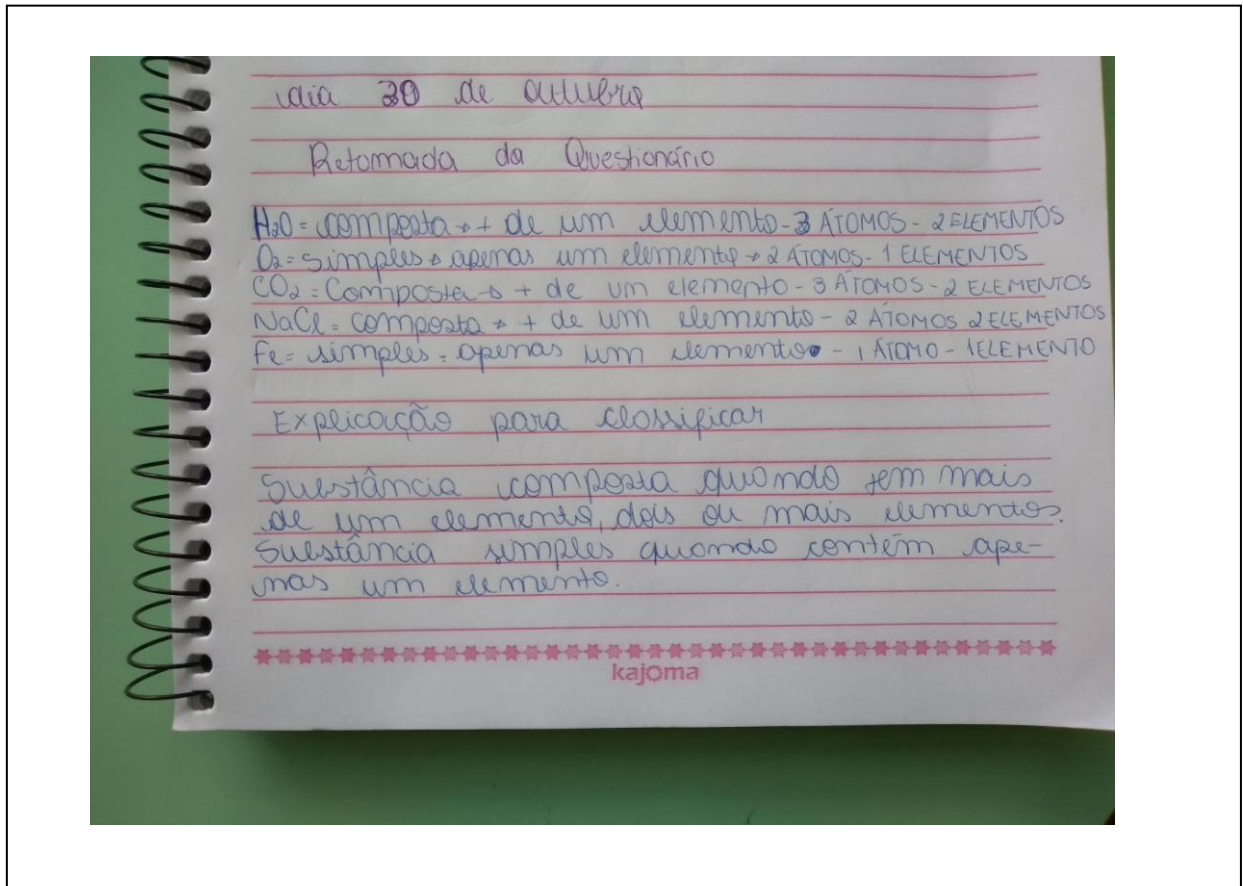 dia 30 de outubro
Retomada da Questionário
H₂O = composta → + de um elemento - 3 ÁTOMOS - 2 ELEMENTOS
O₂ = simples → apenas um elemento → 2 ÁTOMOS - 1 ELEMENTOS
CO₂ = Composta → + de um elemento - 3 ÁTOMOS - 2 ELEMENTOS
NaCl = composta → + de um elemento - 2 ÁTOMOS 2 ELEMENTOS
Fe = simples = apenas um elemento - 1 ÁTOMO - 1 ELEMENTO
Explicação para classificar
Substância composta quando tem mais
de um elemento, dois ou mais elementos.
Substância simples quando contém ape-
nas um elemento.
kajoma